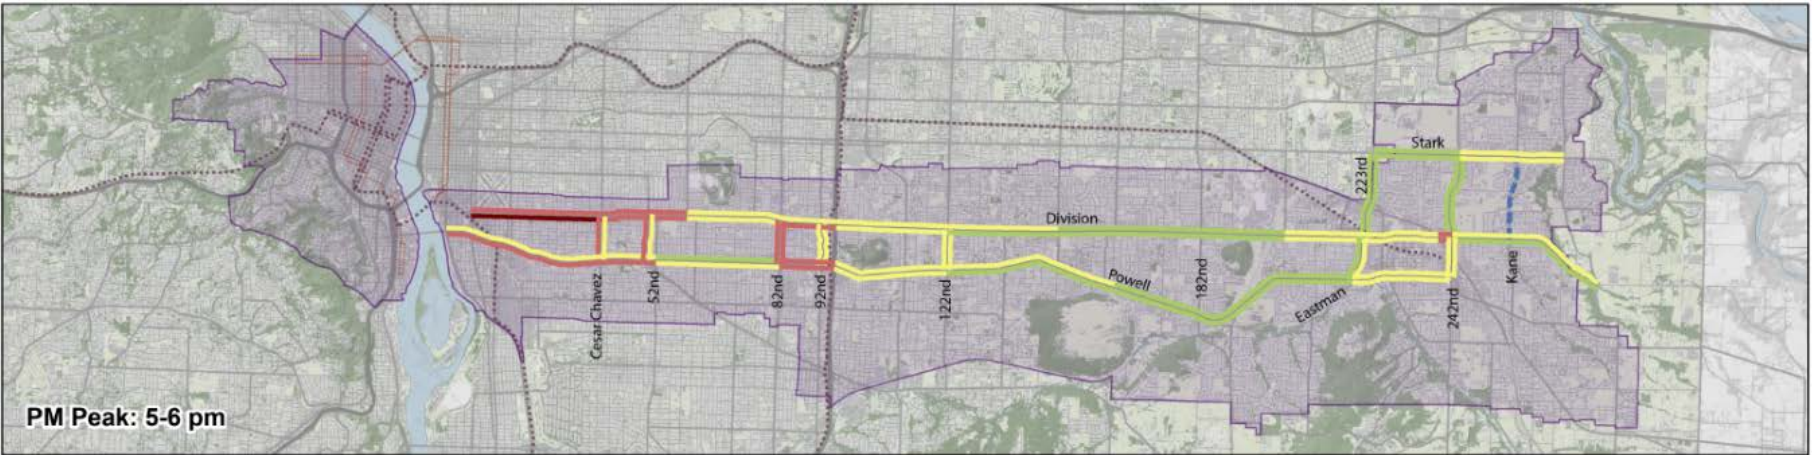 Stark
223rd
Division
Cesar Chavez
52nd
82nd
92nd
122nd
Powell
182nd
Eastman
242nd
Kane
PM Peak: 5-6 pm